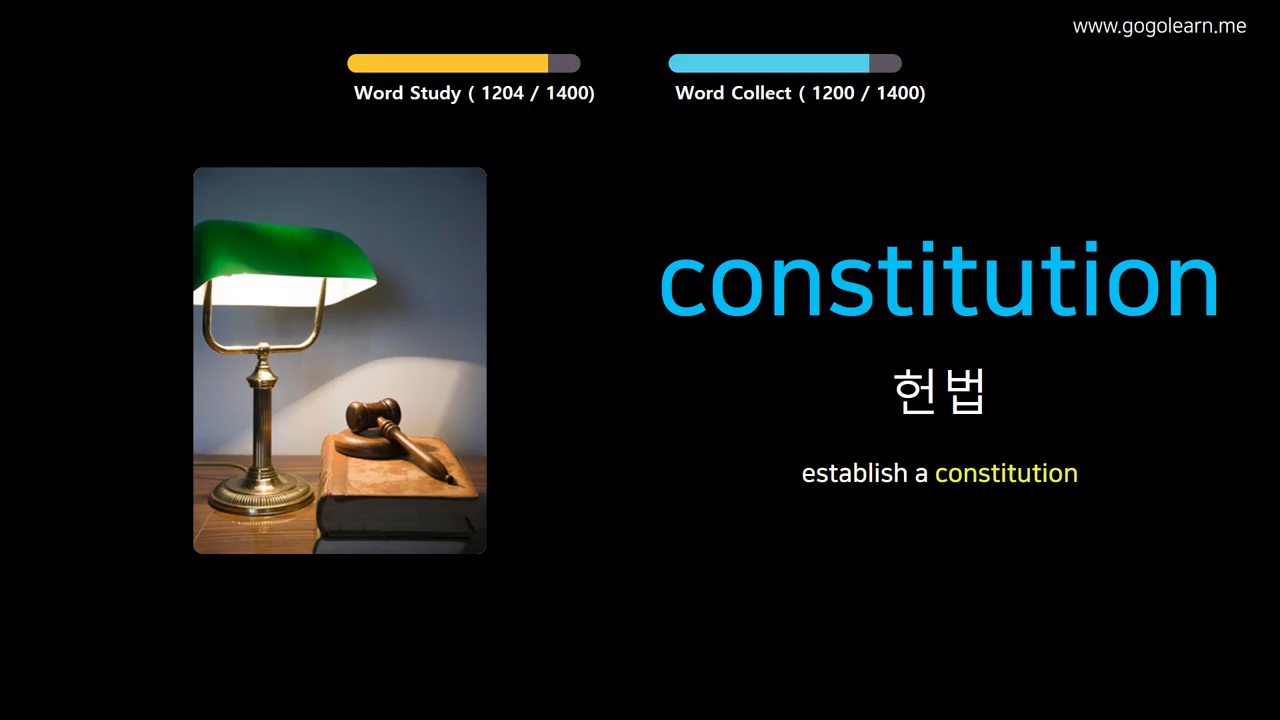 www.gogolearn.me
Word Study ( 1204 / 1400)
Word Collect ( 1200 / 1400)
constitution
헌법
establish a constitution